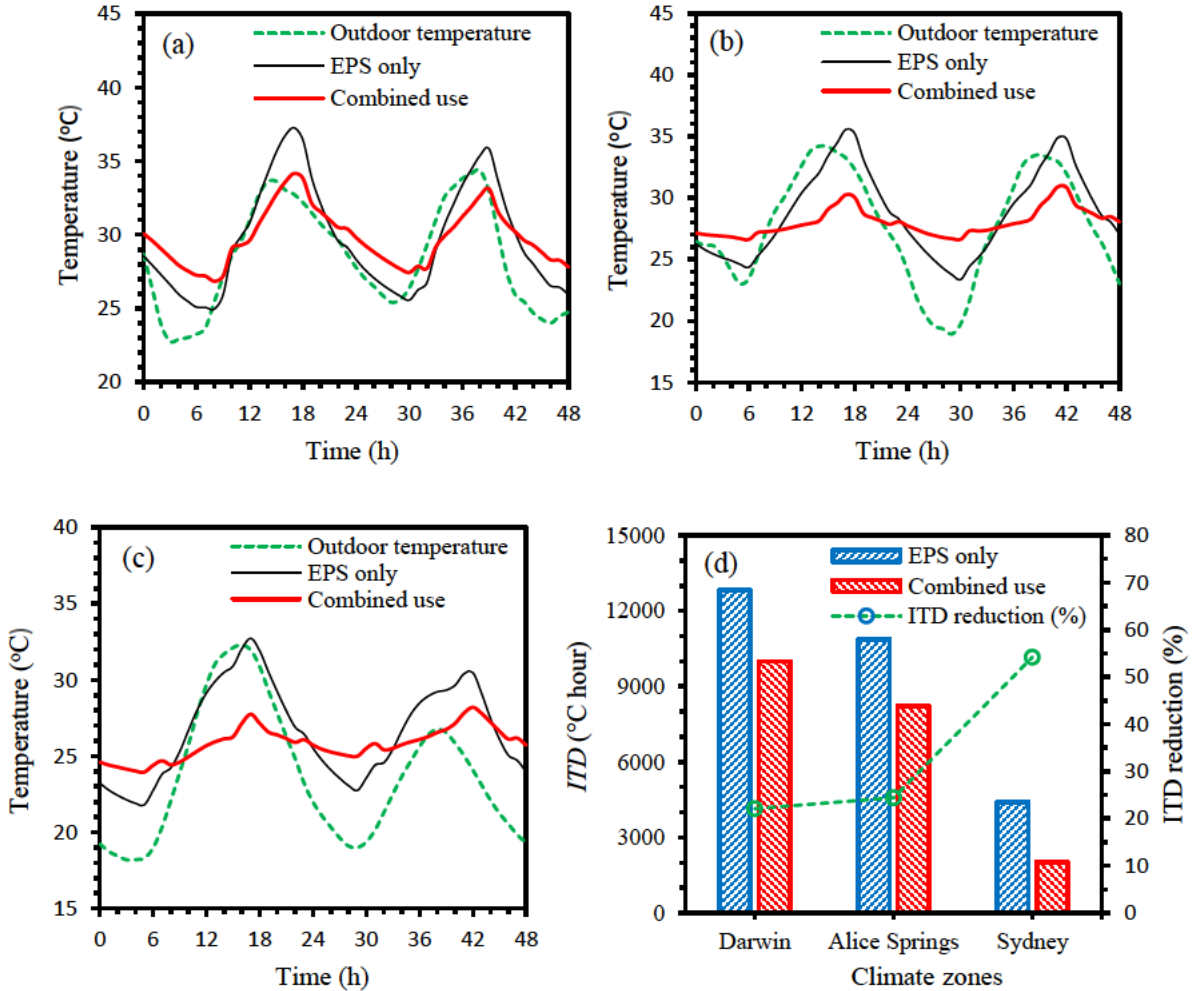 (a)
Outdoor temperature
EPS only
Combined use
Temperature (°C)
45
40
35
30
25
20
0 6 12 18 24 30 36 42 48
Time (h)
(b)
Outdoor temperature
EPS only
Combined use
Temperature (°C)
45
40
35
30
25
20
15
0 6 12 18 24 30 36 42 48
Time (h)
(c)
Outdoor temperature
EPS only
Combined use
Temperature (°C)
40
35
30
25
20
15
0 6 12 18 24 30 36 42 48
Time (h)
(d)
EPS only
Combined use
ITD reduction (%)
ITD (°C hour)
15000
12000
9000
6000
3000
0
80
70
60
50
40
30
20
10
0
ITD reduction (%)
Darwin Alice Springs Sydney
Climate zones